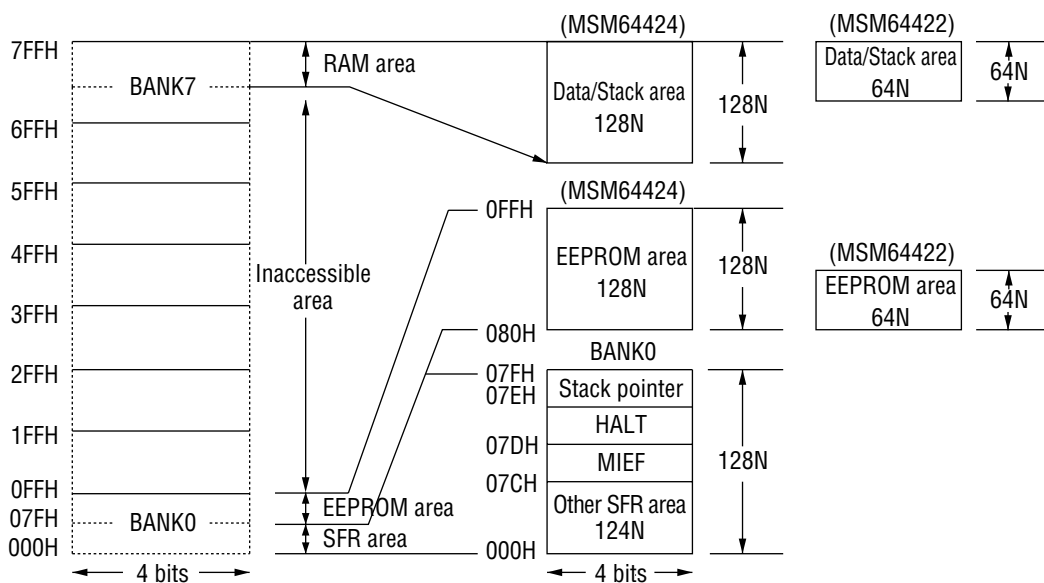 7FFH
BANK7
6FFH
5FFH
4FFH
3FFH
2FFH
1FFH
0FFH
07FH
BANK0
000H
4 bits
RAM area
Inaccessible
area
EEPROM area
SFR area
(MSM64424)
Data/Stack area
128N
128N
(MSM64422)
Data/Stack area
64N
64N
(MSM64424)
0FFH
EEPROM area
128N
128N
080H
(MSM64422)
EEPROM area
64N
64N
BANK0
07FH
Stack pointer
07EH
HALT
07DH
MIEF
07CH
Other SFR area
124N
128N
000H
4 bits